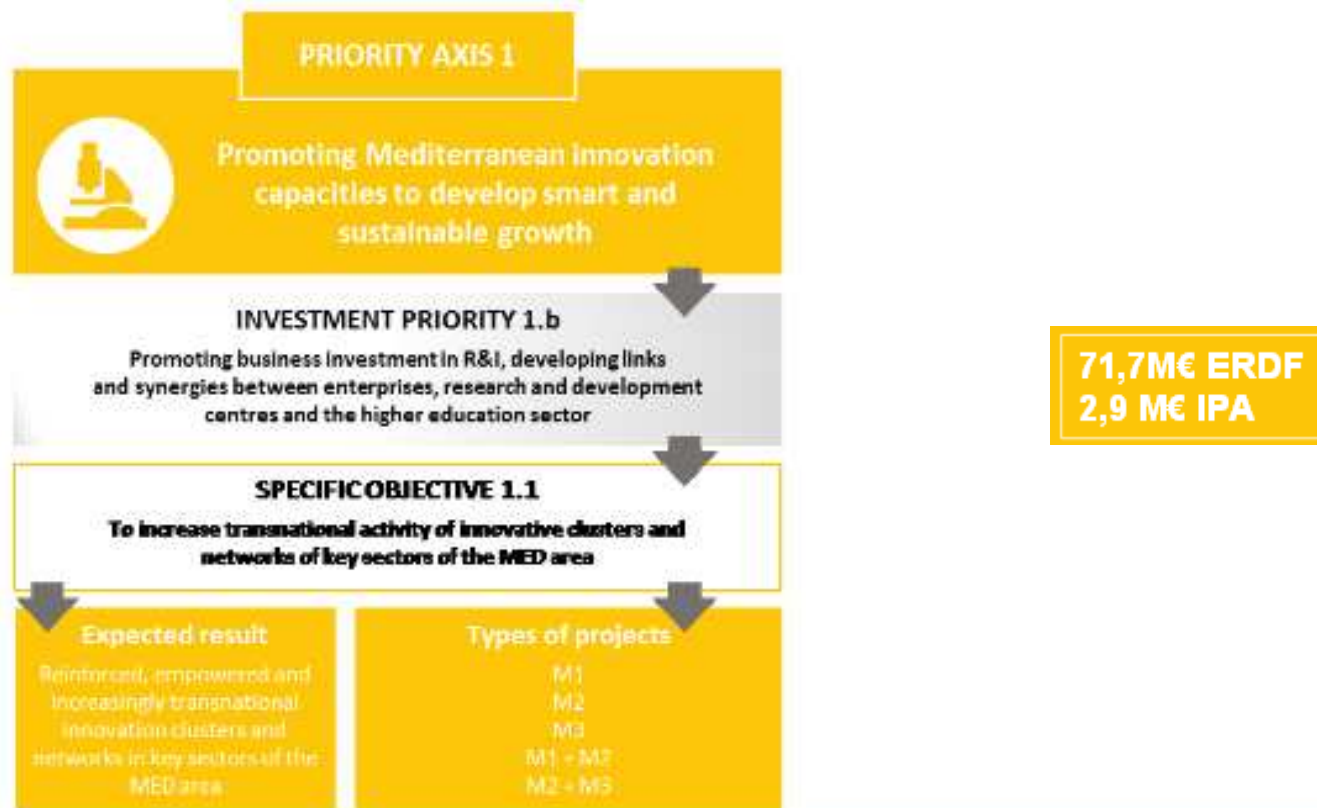 PRIORITY AXIS 1
Promoting Mediterranean innovation
capacities to develop smart and
sustainable growth
INVESTMENT PRIORITY 1.b
Promoting business investment in R&I, developing links
and synergies between enterprises, research and development
centres and the higher education sector
SPECIFIC OBJECTIVE 1.1
To increase transnational activity of innovative clusters and
networks of key sectors of the MED area
Expected result
Reinforced, empowered and
increasingly transnational
innovation clusters and
networks in key sectors of the
MED area
Types of projects
M1
M2
M3
M1 + M2
M2 + M3
71,7M€ ERDF
2,9 M€ IPA